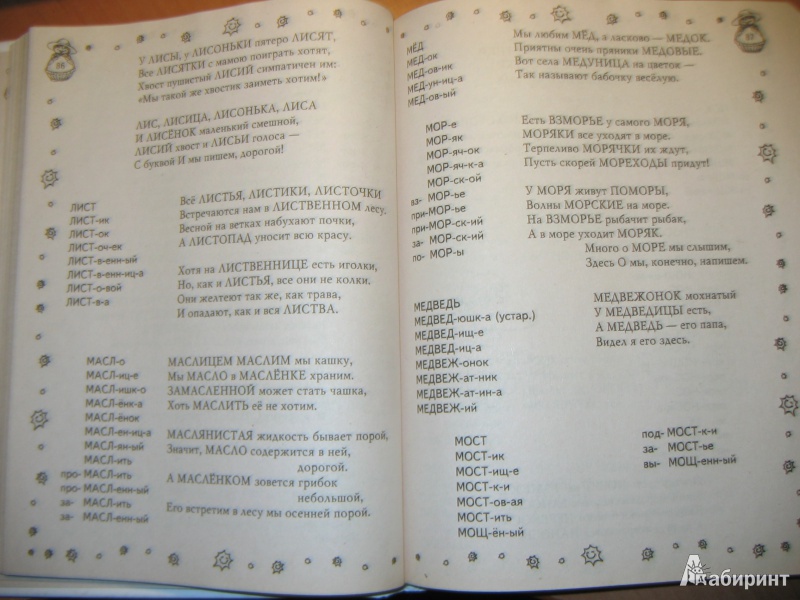 86
У ЛИСЫ, у ЛИСОНЬКИ пятеро ЛИСЯТ,
Все ЛИСЯТКИ с мамою поиграть хотят,
Хвост пушистый ЛИСИЙ симпатичен им:
«Мы такой же хвостик заиметь хотим!»
ЛИС, ЛИСИЦА, ЛИСОНЬКА, ЛИСА
И ЛИСЁНОК маленький смешной,
ЛИСИЙ хвост и ЛИСЬИ голоса —
С буквой И мы пишем, дорогой!
ЛИСТ
ЛИСТ-ик
ЛИСТ-ок
ЛИСТ-оч-ек
ЛИСТ-в-енн-ый
ЛИСТ-в-енн-иц-а
ЛИСТ-о-вой
ЛИСТ-в-а
Всё ЛИСТЬЯ, ЛИСТИКИ, ЛИСТОЧКИ
Встречаются нам в ЛИСТВЕННОМ лесу.
Весной на ветках набухают почки,
А ЛИСТОПАД уносит всю красу.
Хотя на ЛИСТВЕННИЦЕ есть иголки,
Но, как и ЛИСТЬЯ, все они не колки.
Они желтеют так же, как трава,
И опадают, как и вся ЛИСТВА.
МАСЛ-о
МАСЛ-иц-е
МАСЛ-ишк-о
МАСЛ-ёнк-а
МАСЛ-ёнок
МАСЛ-ен-иц-а
МАСЛ-ян-ый
МАСЛ-ить
про- МАСЛ-ить
про- МАСЛ-енн-ый
за- МАСЛ-ить
за- МАСЛ-енн-ый
МАСЛИЦЕМ МАСЛИМ мы кашку,
Мы МАСЛО в МАСЛЁНКЕ храним.
ЗАМАСЛЕННОЙ может стать чашка,
Хоть МАСЛИТЬ её не хотим.
МАСЛЯНИСТАЯ жидкость бывает порой,
Значит, МАСЛО содержится в ней,
дорогой.
А МАСЛЁНКОМ зовется грибок
небольшой,
Его встретим в лесу мы осенней порой.
87
МЁД
МЕД-ок
МЕД-ов-ик
МЕД-ун-иц-а
МЕД-ов-ый
Мы любим МЁД, а ласково — МЕДОК.
Приятны очень пряники МЕДОВЫЕ.
Вот села МЕДУНИЦА на цветок —
Так называют бабочку весёлую.
МОР-е
МОР-як
МОР-яч-ок
МОР-яч-к-а
МОР-ск-ой
вз- МОР-ье
при-МОР-ье
при-МОР-ск-ий
за- МОР-ск-ий
по- МОР-ы
Есть ВЗМОРЬЕ у самого МОРЯ,
МОРЯКИ все уходят в море.
Терпеливо МОРЯЧКИ их ждут,
Пусть скорей МОРЕХОДЫ придут!
У МОРЯ живут ПОМОРЫ,
Волны МОРСКИЕ на море.
На ВЗМОРЬЕ рыбачит рыбак,
А в море уходит МОРЯК.
Много о МОРЕ мы слышим,
Здесь О мы, конечно, напишем.
МЕДВЕДЬ
МЕДВЕД-юшк-а (устар.)
МЕДВЕД-ищ-е
МЕДВЕД-иц-а
МЕДВЕЖ-онок
МЕДВЕЖ-ат-ник
МЕДВЕЖ-ат-ин-а
МЕДВЕЖ-ий
МЕДВЕЖОНОК мохнатый
У МЕДВЕДИЦЫ есть,
А МЕДВЕДЬ — его папа,
Видел я его здесь.
МОСТ
МОСТ-ик
МОСТ-ищ-е
МОСТ-к-и
МОСТ-ов-ая
МОСТ-ить
МОЩ-ён-ый
под- МОСТ-к-и
за- МОСТ-ье
вы- МОЩ-енн-ый
Лабиринт